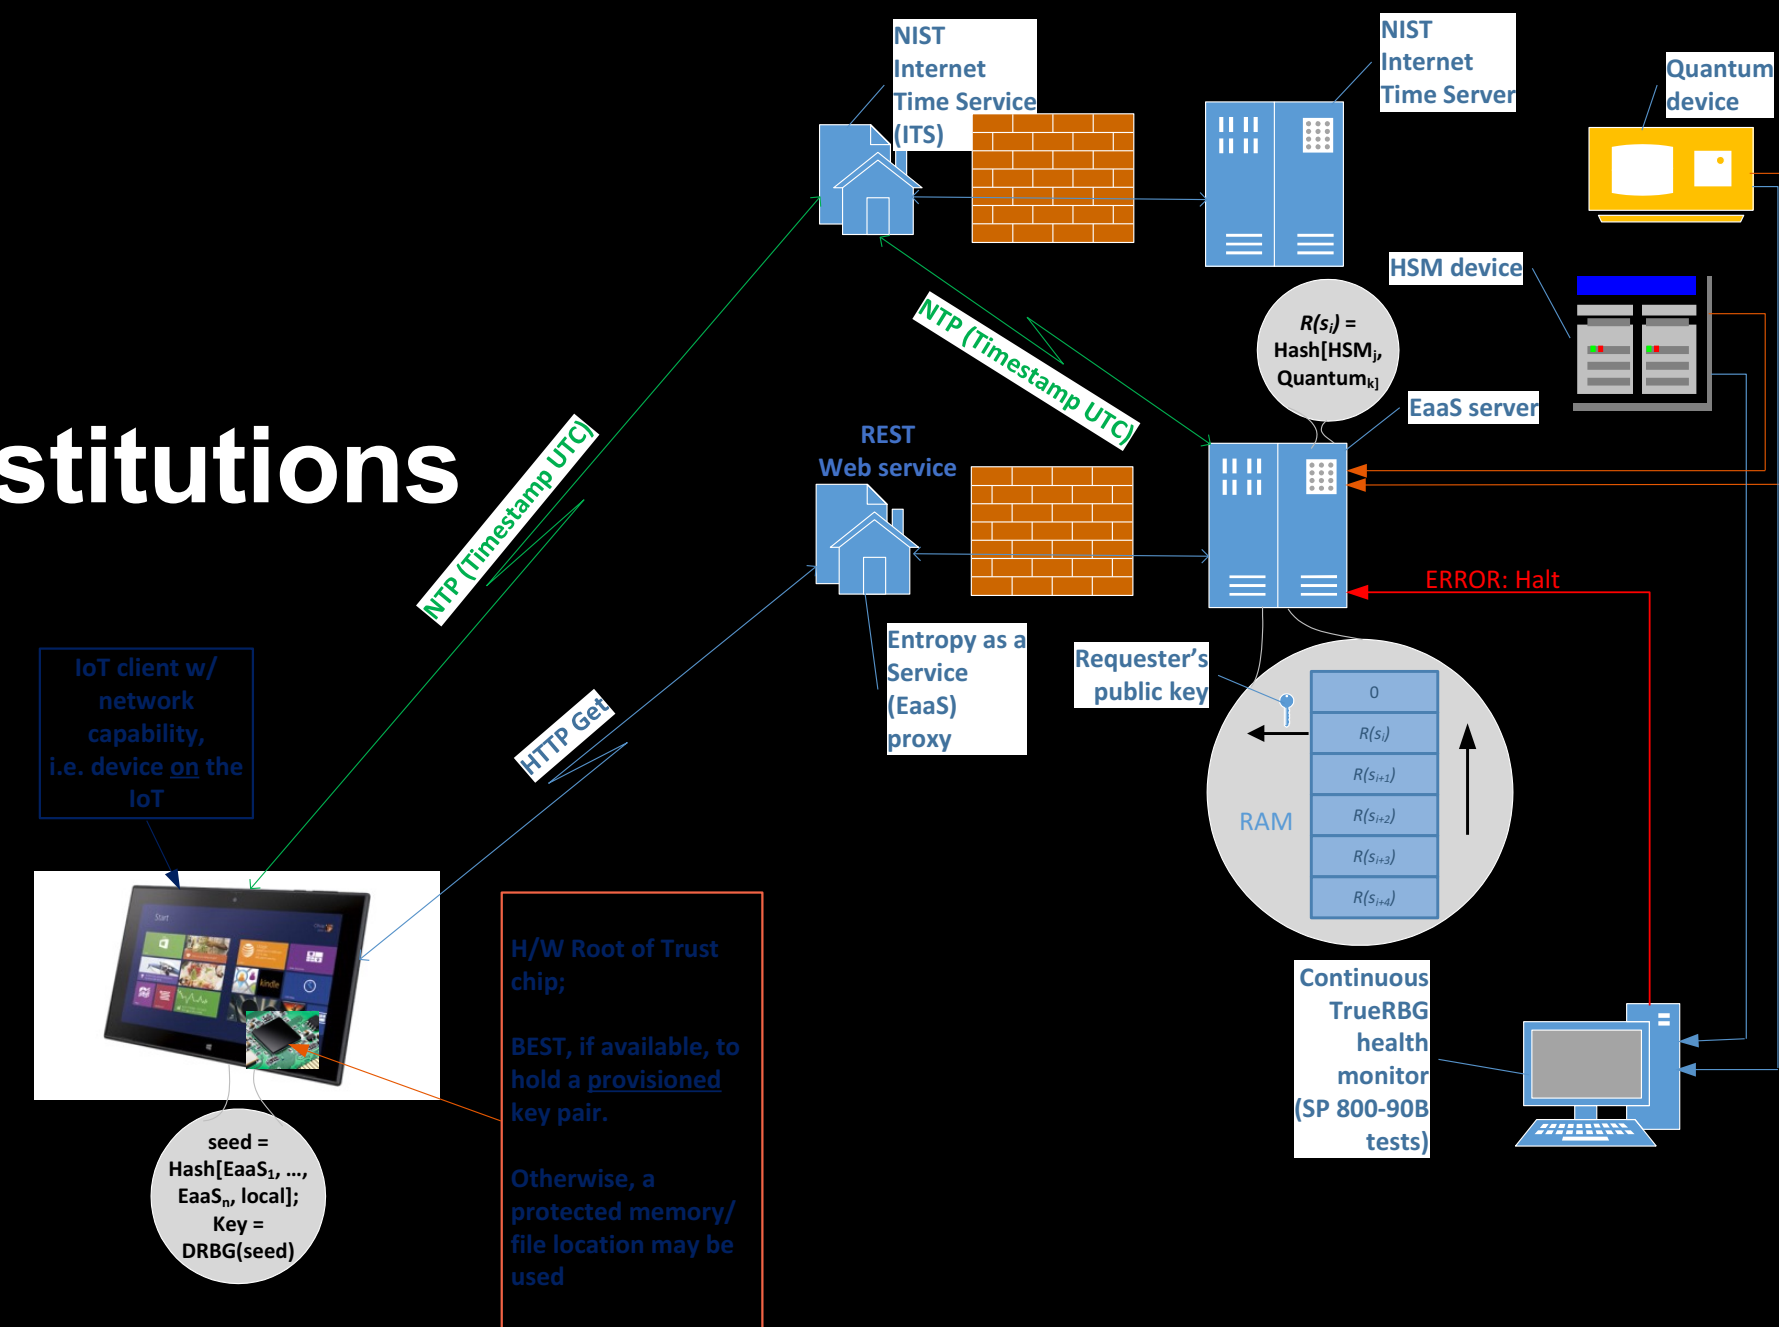 NIST
Internet
Time Service
(ITS)
NIST
Internet
Time Server
Quantum
device
HSM device
R(si) =
Hash[HSMj,
Quantumk]
EaaS server
NTP (Timestamp UTC)
NTP (Timestamp UTC)
REST
Web service
stitutions
ERROR: Halt
Entropy as a
Service
(EaaS)
proxy
Requester's
public key
0
R(si)
R(si+1)
R(si+2)
R(si+3)
R(si+4)
RAM
HTTP Get
IoT client w/
network
capability,
i.e. device on the
IoT
Start
kindle
H/W Root of Trust
chip;
BEST, if available, to
hold a provisioned
key pair.
Otherwise, a
protected memory/
file location may be
used
Continuous
TrueRBG
health
monitor
(SP 800-90B
tests)
seed =
Hash[EaaS1, …,
EaaSn, local];
Key =
DRBG(seed)